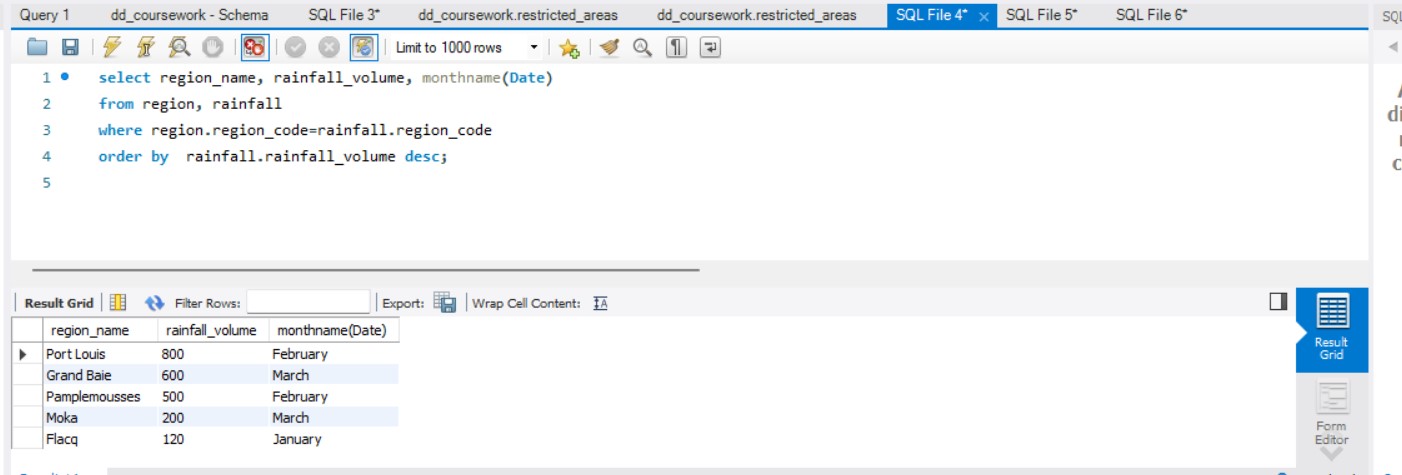 Query 1 dd_coursework - Schema SQL File 3* dd_coursework.restricted_areas dd_coursework.restricted_areas SQL File 4* × SQL File 5* SQL File 6*
Limit to 1000 rows
1 select region_name, rainfall_volume, monthname(Date)
2 from region, rainfall
3 where region.region_code=rainfall.region_code
4 order by rainfall.rainfall_volume desc;
5
Result Grid Filter Rows: Export: Wrap Cell Content: IA
region_name rainfall_volume monthname(Date)
Port Louis 800 February
Grand Baie 600 March
Pamplemousses 500 February
Moka 200 March
Flacq 120 January
Result
Grid
Form
Editor